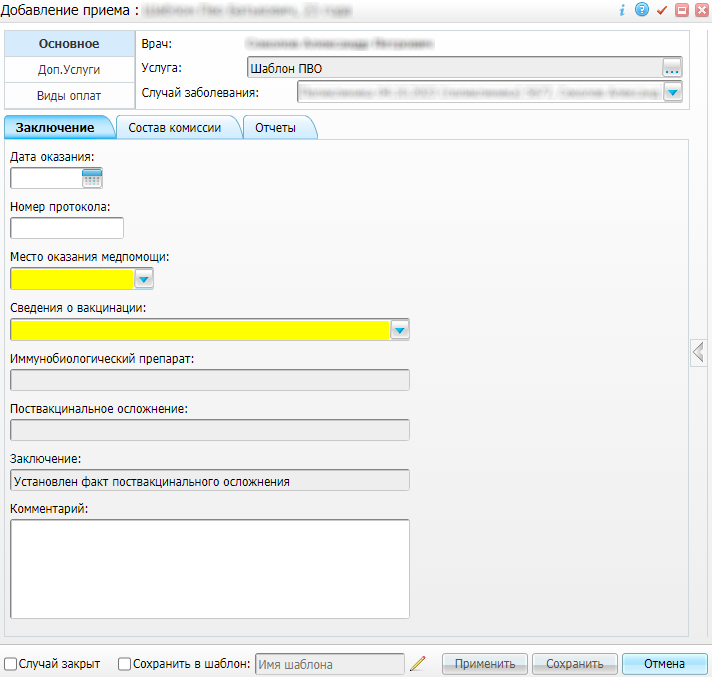 Добавление приема :
Основное
Доп.Услуги
Виды оплат
Врач:
Услуга: Шаблон ПВО ...
Случай заболевания:
Заключение Состав комиссии Отчеты
Дата оказания:
Номер протокола:
Место оказания медпомощи:
Сведения о вакцинации:
Иммунобиологический препарат:
Поствакцинальное осложнение:
Заключение:
Установлен факт поствакцинального осложнения
Комментарий:
Случай закрыт Сохранить в шаблон: Имя шаблона Применить Сохранить Отмена